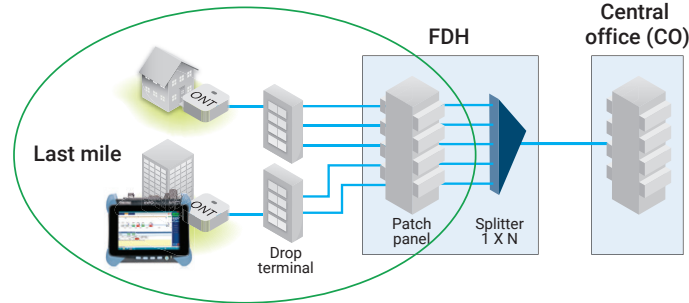 Central
office (CO)
FDH
ONT
Last mile
ONT
Drop
terminal
Patch
panel
Splitter
1 X N